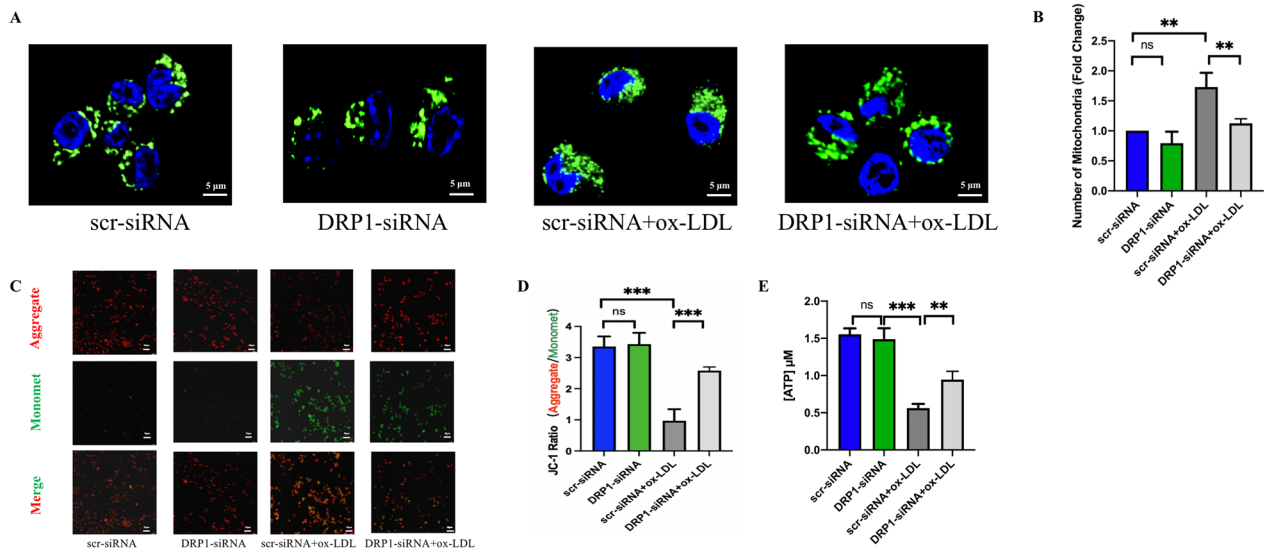 A
5 μm
5 μm
5 μm
5 μm
scr-siRNA
DRP1-siRNA
scr-siRNA+ox-LDL
DRP1-siRNA+ox-LDL
B
Number of Mitochondria (Fold Change)
2.5
2.0
1.5
1.0
0.5
0.0
ns
**
**
scr-siRNA
DRP1-siRNA
scr-siRNA+ox-LDL
DRP1-siRNA+ox-LDL
C
Aggregate
Monomet
Merge
scr-siRNA
DRP1-siRNA
scr-siRNA+ox-LDL
DRP1-siRNA+ox-LDL
D
JC-1 Ratio (Aggregate/Monomet)
4
3
2
1
0
***
ns
***
scr-siRNA
DRP1-siRNA
scr-siRNA+ox-LDL
DRP1-siRNA+ox-LDL
E
[ATP] μM
2.0
1.5
1.0
0.5
0.0
ns
***
**
scr-siRNA
DRP1-siRNA
scr-siRNA+ox-LDL
DRP1-siRNA+ox-LDL